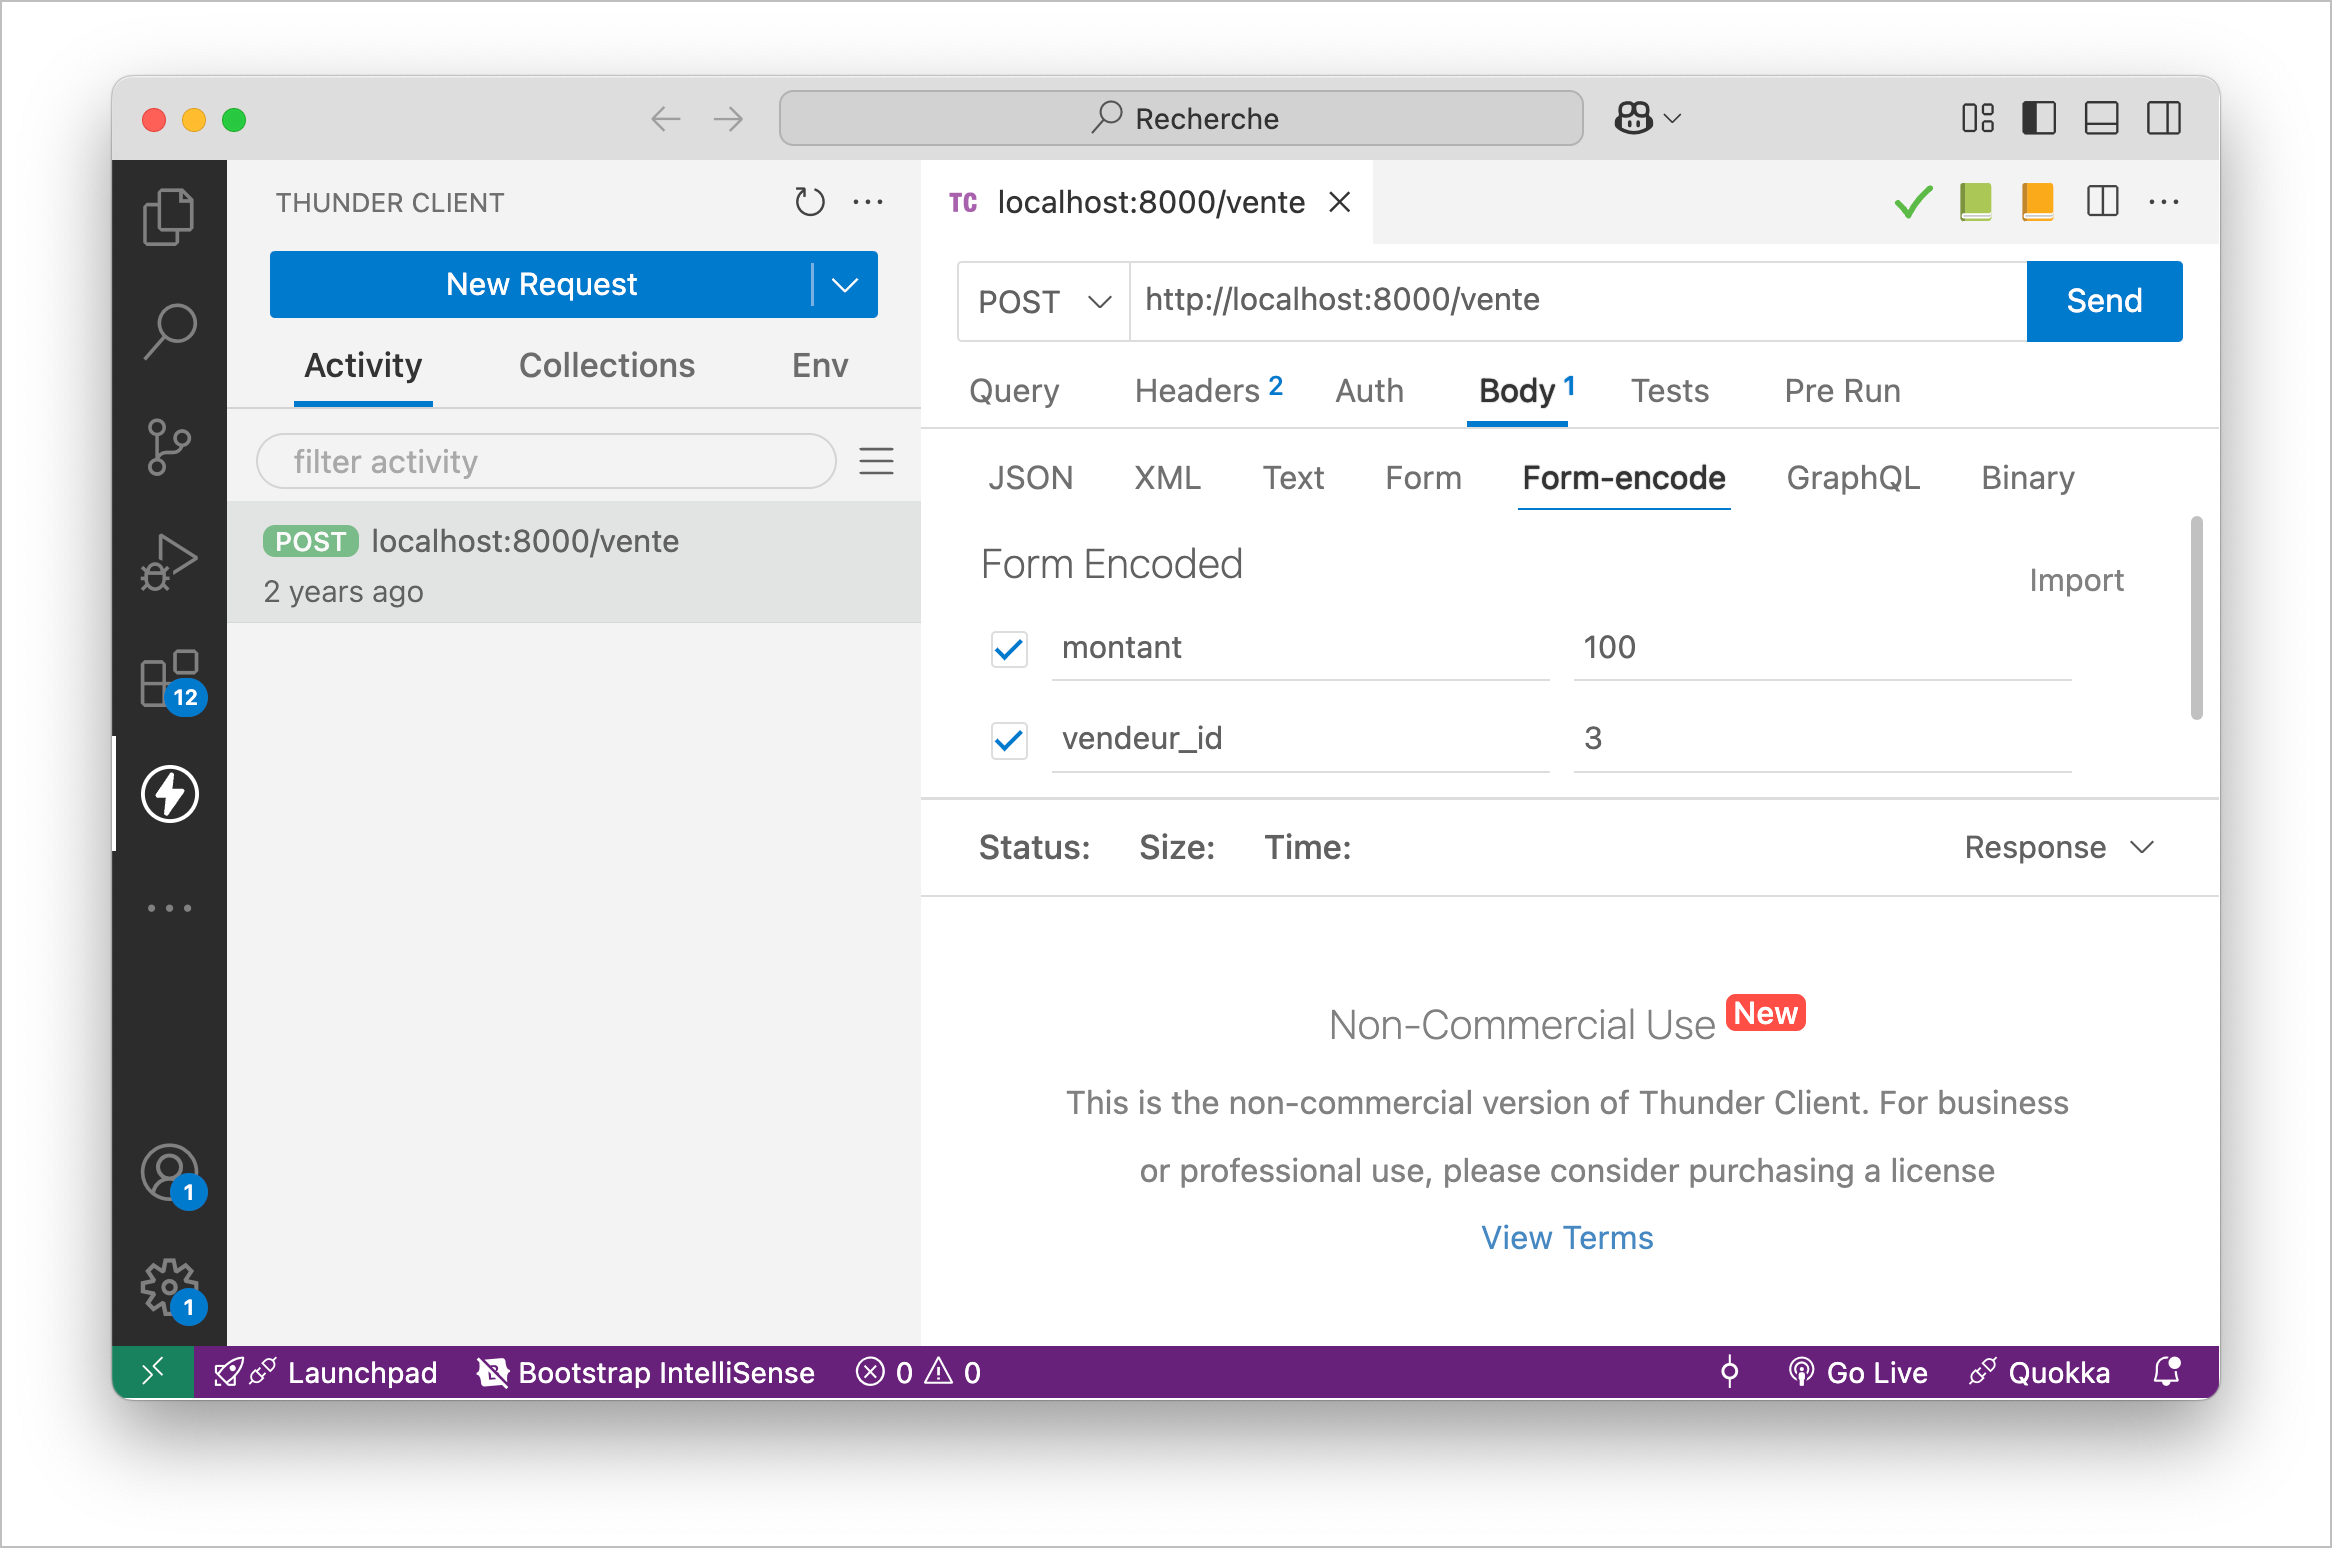 Recherche
THUNDER CLIENT
New Request
Activity Collections Env
filter activity
POST localhost:8000/vente
2 years ago
12
1
1
TC localhost:8000/vente
POST http://localhost:8000/vente Send
Query Headers 2 Auth Body 1 Tests Pre Run
JSON XML Text Form Form-encode GraphQL Binary
Form Encoded
Import
montant 100
vendeur_id 3
Status: Size: Time: Response
Non-Commercial Use New
This is the non-commercial version of Thunder Client. For business
or professional use, please consider purchasing a license
View Terms
Launchpad Bootstrap IntelliSense 0 0 Go Live Quokka